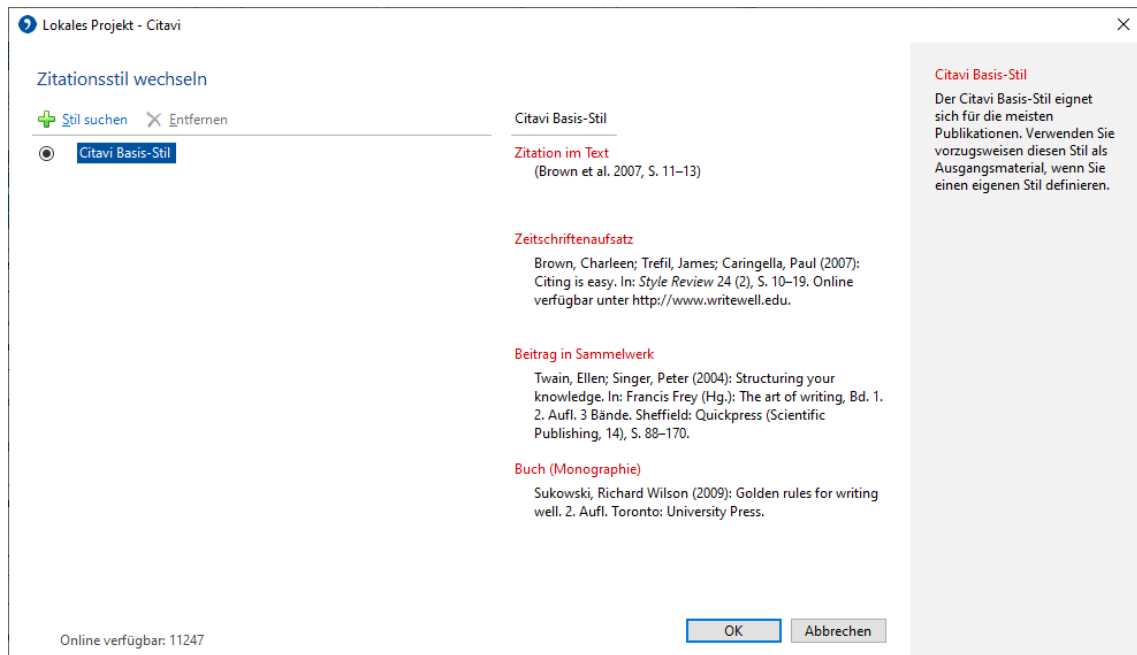 Lokales Projekt - Citavi
Zitationsstil wechseln
Stil suchen
Entfernen
Citavi Basis-Stil
Citavi Basis-Stil
Zitation im Text
(Brown et al. 2007, S. 11–13)
Zeitschriftenaufsatz
Brown, Charleen; Trefil, James; Caringella, Paul (2007):
Citing is easy. In: Style Review 24 (2), S. 10–19. Online
verfügbar unter http://www.writewell.edu.
Beitrag in Sammelwerk
Twain, Ellen; Singer, Peter (2004): Structuring your
knowledge. In: Francis Frey (Hg.): The art of writing, Bd. 1.
2. Aufl. 3 Bände. Sheffield: Quickpress (Scientific
Publishing, 14), S. 88–170.
Buch (Monographie)
Sukowski, Richard Wilson (2009): Golden rules for writing
well. 2. Aufl. Toronto: University Press.
Citavi Basis-Stil
Der Citavi Basis-Stil eignet
sich für die meisten
Publikationen. Verwenden Sie
vorzugsweisen diesen Stil als
Ausgangsmaterial, wenn Sie
einen eigenen Stil definieren.
Online verfügbar: 11247
OK
Abbrechen